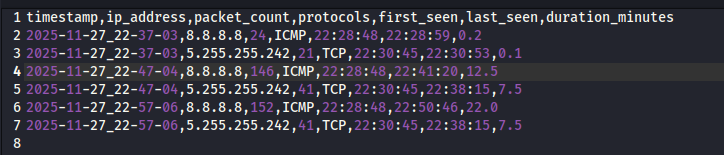 1 timestamp,ip_address,packet_count,protocols,first_seen,last_seen,duration_minutes
2 2025-11-27_22-37-03,8.8.8.8,24,ICMP,22:28:48,22:28:59,0.2
3 2025-11-27_22-37-03,5.255.255.242,21,TCP,22:30:45,22:30:53,0.1
4 2025-11-27_22-47-04,8.8.8.8,146,ICMP,22:28:48,22:41:20,12.5
5 2025-11-27_22-47-04,5.255.255.242,41,TCP,22:30:45,22:38:15,7.5
6 2025-11-27_22-57-06,8.8.8.8,152,ICMP,22:28:48,22:50:46,22.0
7 2025-11-27_22-57-06,5.255.255.242,41,TCP,22:30:45,22:38:15,7.5
8